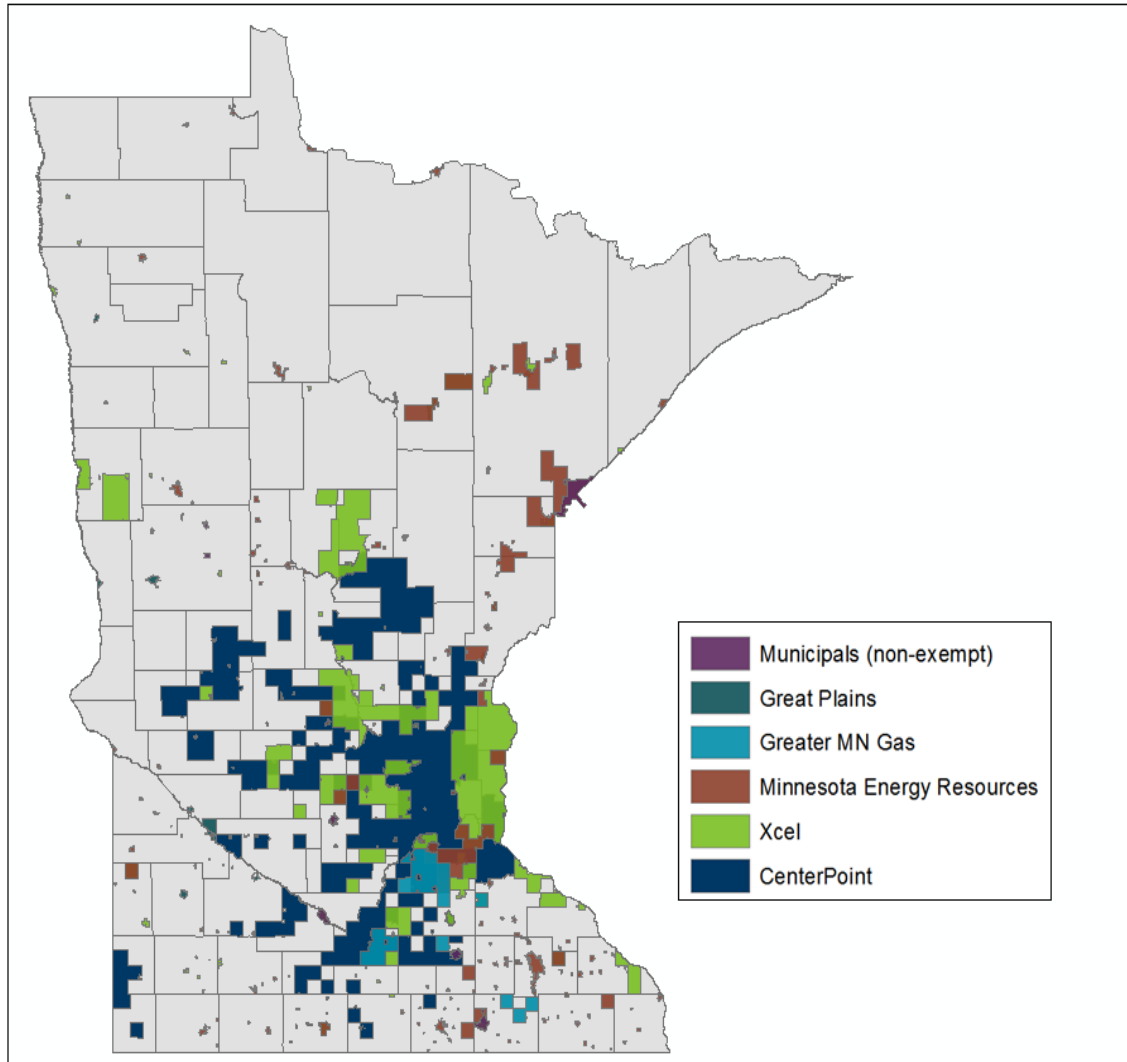 Municipals (non-exempt)
Great Plains
Greater MN Gas
Minnesota Energy Resources
Xcel
CenterPoint